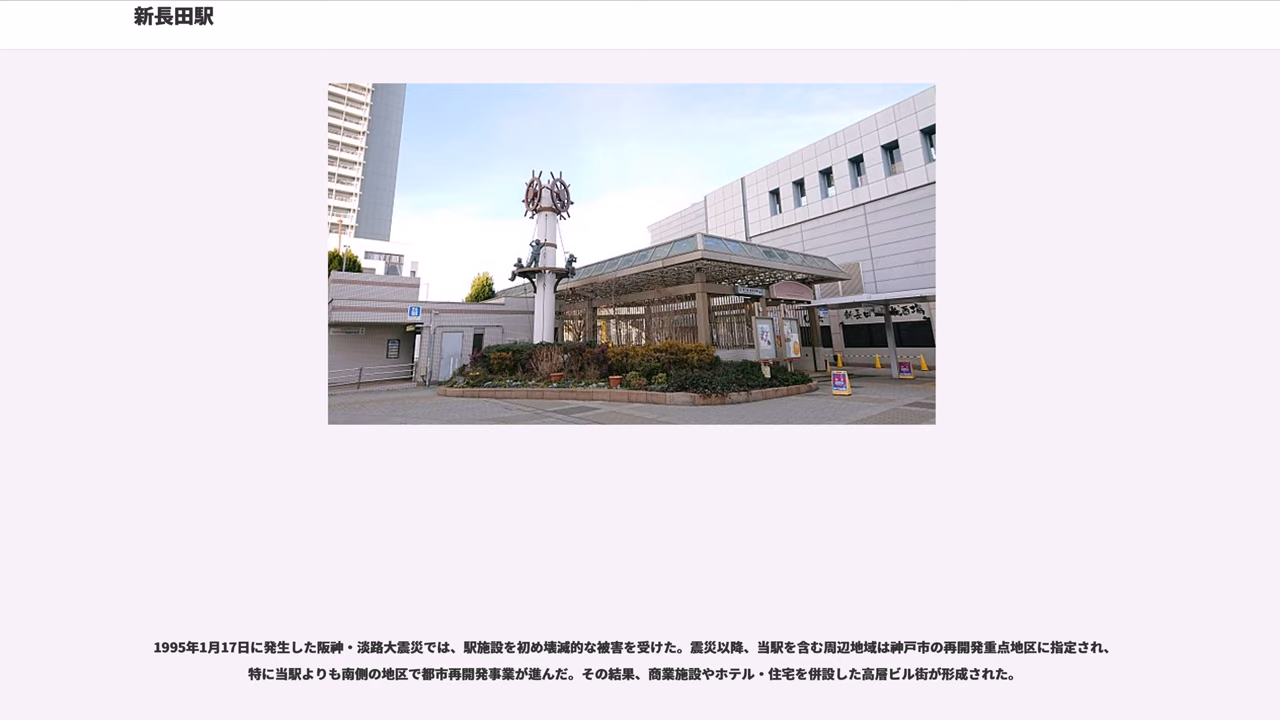 新長田駅
1995年1月17日に発生した阪神・淡路大震災では、駅施設を初め壊滅的な被害を受けた。震災以降、当駅を含む周辺地域は神戸市の再開発重点地区に指定され、
特に当駅よりも南側の地区で都市再開発事業が進んだ。その結果、商業施設やホテル・住宅を併設した高層ビル街が形成された。